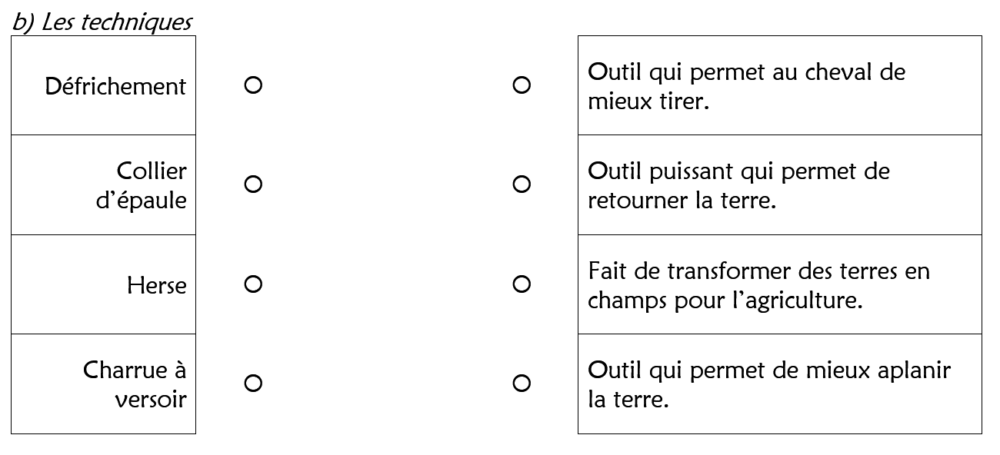 b) Les techniques
Défrichement
Outil qui permet au cheval de
mieux tirer.
Collier
d’épaule
Outil puissant qui permet de
retourner la terre.
Herse
Fait de transformer des terres en
champs pour l’agriculture.
Charrue à
versoir
Outil qui permet de mieux aplanir
la terre.